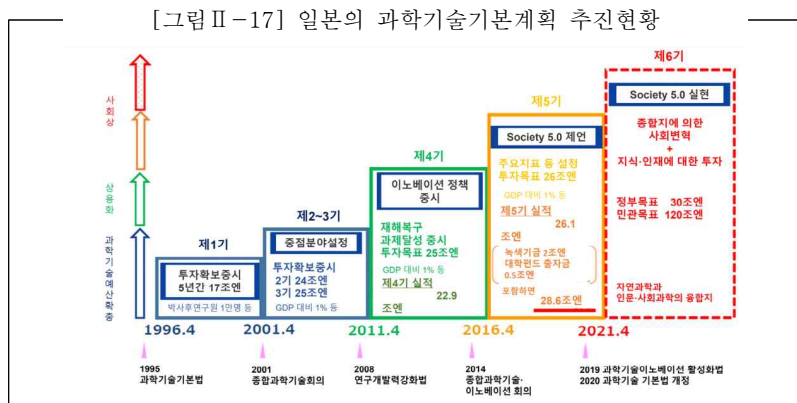 [그림Ⅱ-17] 일본의 과학기술기본계획 추진현황
사회상
상용화
과학기술예산확충
제1기
투자확보중시
5년간 17조엔
박사후연구원 1만명 등
제2~3기
중점분야설정
투자확보중시
2기 24조엔
3기 25조엔
GDP 대비 1% 등
제4기
이노베이션 정책
중시
재해복구
과제달성 중시
투자목표 25조엔
GDP 대비 1% 등
제4기 실적
22.9
조엔
제5기
Society 5.0 제언
주요지표 등 설정
투자목표 26조엔
GDP 대비 1% 등
제5기 실적
26.1
조엔
녹색기금 2조엔
대학펀드 출자금
0.5조엔
포함하면
28.6조엔
제6기
Society 5.0 실현
종합지에 의한
사회변혁
+
지식·인재에 대한 투자
정부목표 30조엔
민관목표 120조엔
자연과학과
인문·사회과학의 융합지
1996.4
2001.4
2011.4
2016.4
2021.4
1995
과학기술기본법
2001
종합과학기술회의
2008
연구개발력강화법
2014
종합과학기술·
이노베이션 회의
2019 과학기술이노베이션 활성화법
2020 과학기술 기본법 개정